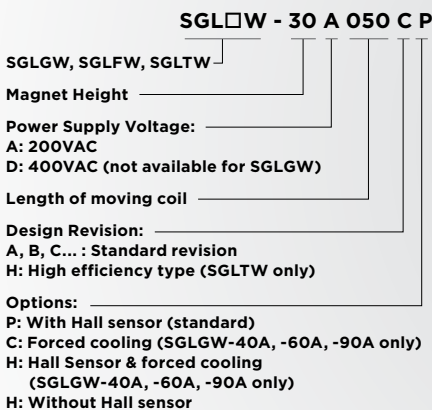 SGL□W - 30 A 050 C P
SGLGW, SGLFW, SGLTW
Magnet Height
Power Supply Voltage:
A: 200VAC
D: 400VAC (not available for SGLGW)
Length of moving coil
Design Revision:
A, B, C... : Standard revision
H: High efficiency type (SGLTW only)
Options:
P: With Hall sensor (standard)
C: Forced cooling (SGLGW-40A, -60A, -90A only)
H: Hall Sensor & forced cooling
(SGLGW-40A, -60A, -90A only)
H: Without Hall sensor